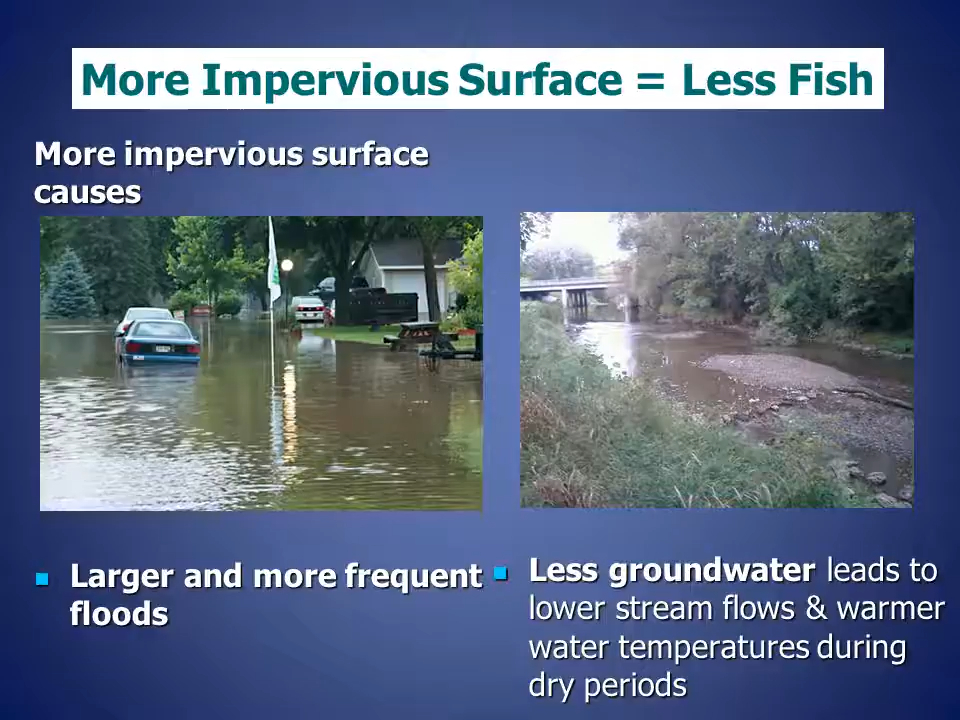 More Impervious Surface = Less Fish
More impervious surface
causes
Larger and more frequent
floods
Less groundwater leads to
lower stream flows & warmer
water temperatures during
dry periods